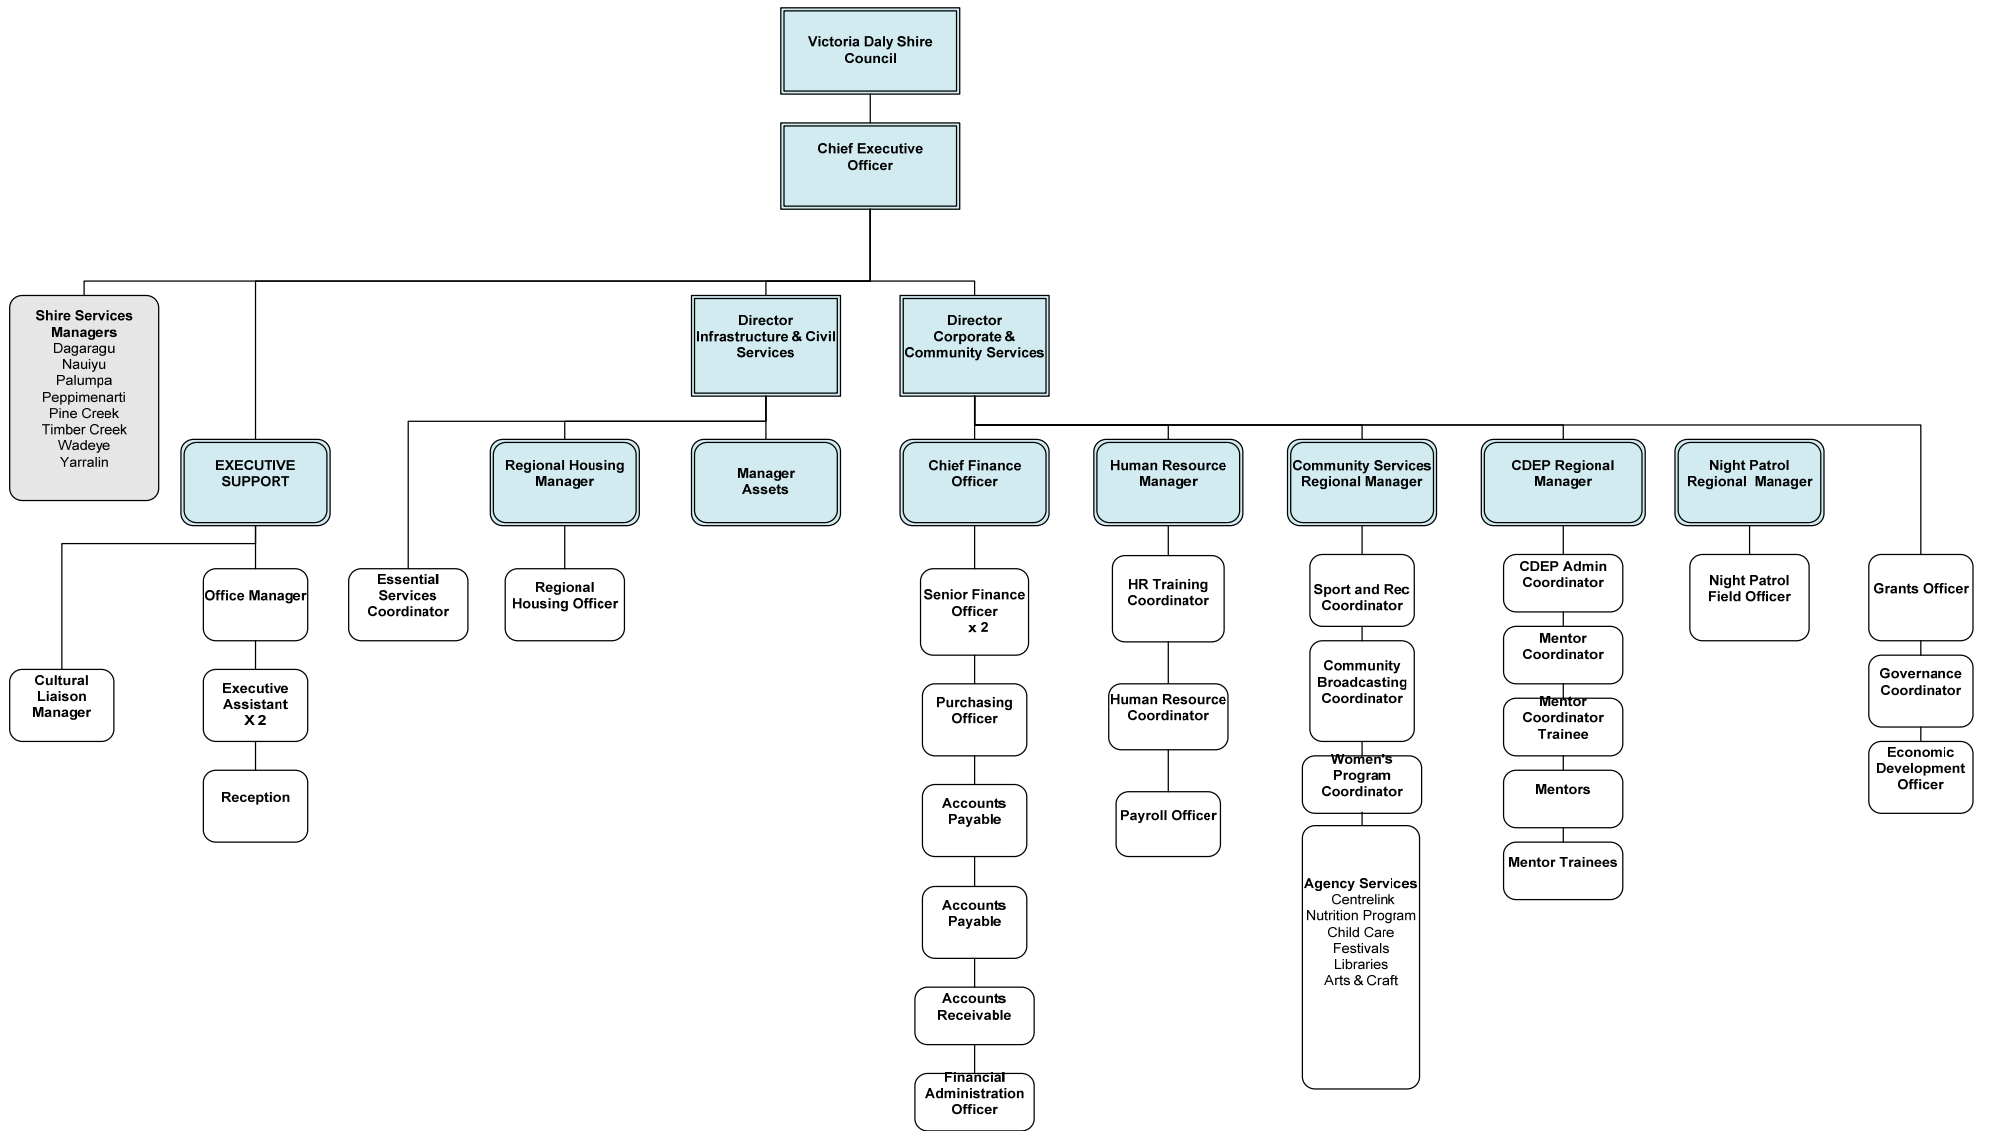 Victoria Daly Shire
Council
Chief Executive
Officer
Shire Services
Managers
Dagaragu
Nauiyu
Palumpa
Peppimenarti
Pine Creek
Timber Creek
Wadeye
Yarralin
Director
Infrastructure & Civil
Services
Director
Corporate &
Community Services
EXECUTIVE
SUPPORT
Regional Housing
Manager
Manager
Assets
Chief Finance
Officer
Human Resource
Manager
Community Services
Regional Manager
CDEP Regional
Manager
Night Patrol
Regional  Manager
Cultural
Liaison
Manager
Office Manager
Executive
Assistant
X 2
Reception
Essential
Services
Coordinator
Regional
Housing Officer
Senior Finance
Officer
x 2
Purchasing
Officer
Accounts
Payable
Accounts
Payable
Accounts
Receivable
Financial
Administration
Officer
HR Training
Coordinator
Human Resource
Coordinator
Payroll Officer
Sport and Rec
Coordinator
Community
Broadcasting
Coordinator
Women's
Program
Coordinator
Agency Services
Centrelink
Nutrition Program
Child Care
Festivals
Libraries
Arts & Craft
CDEP Admin
Coordinator
Mentor
Coordinator
Mentor
Coordinator
Trainee
Mentors
Mentor Trainees
Night Patrol
Field Officer
Grants Officer
Governance
Coordinator
Economic
Development
Officer